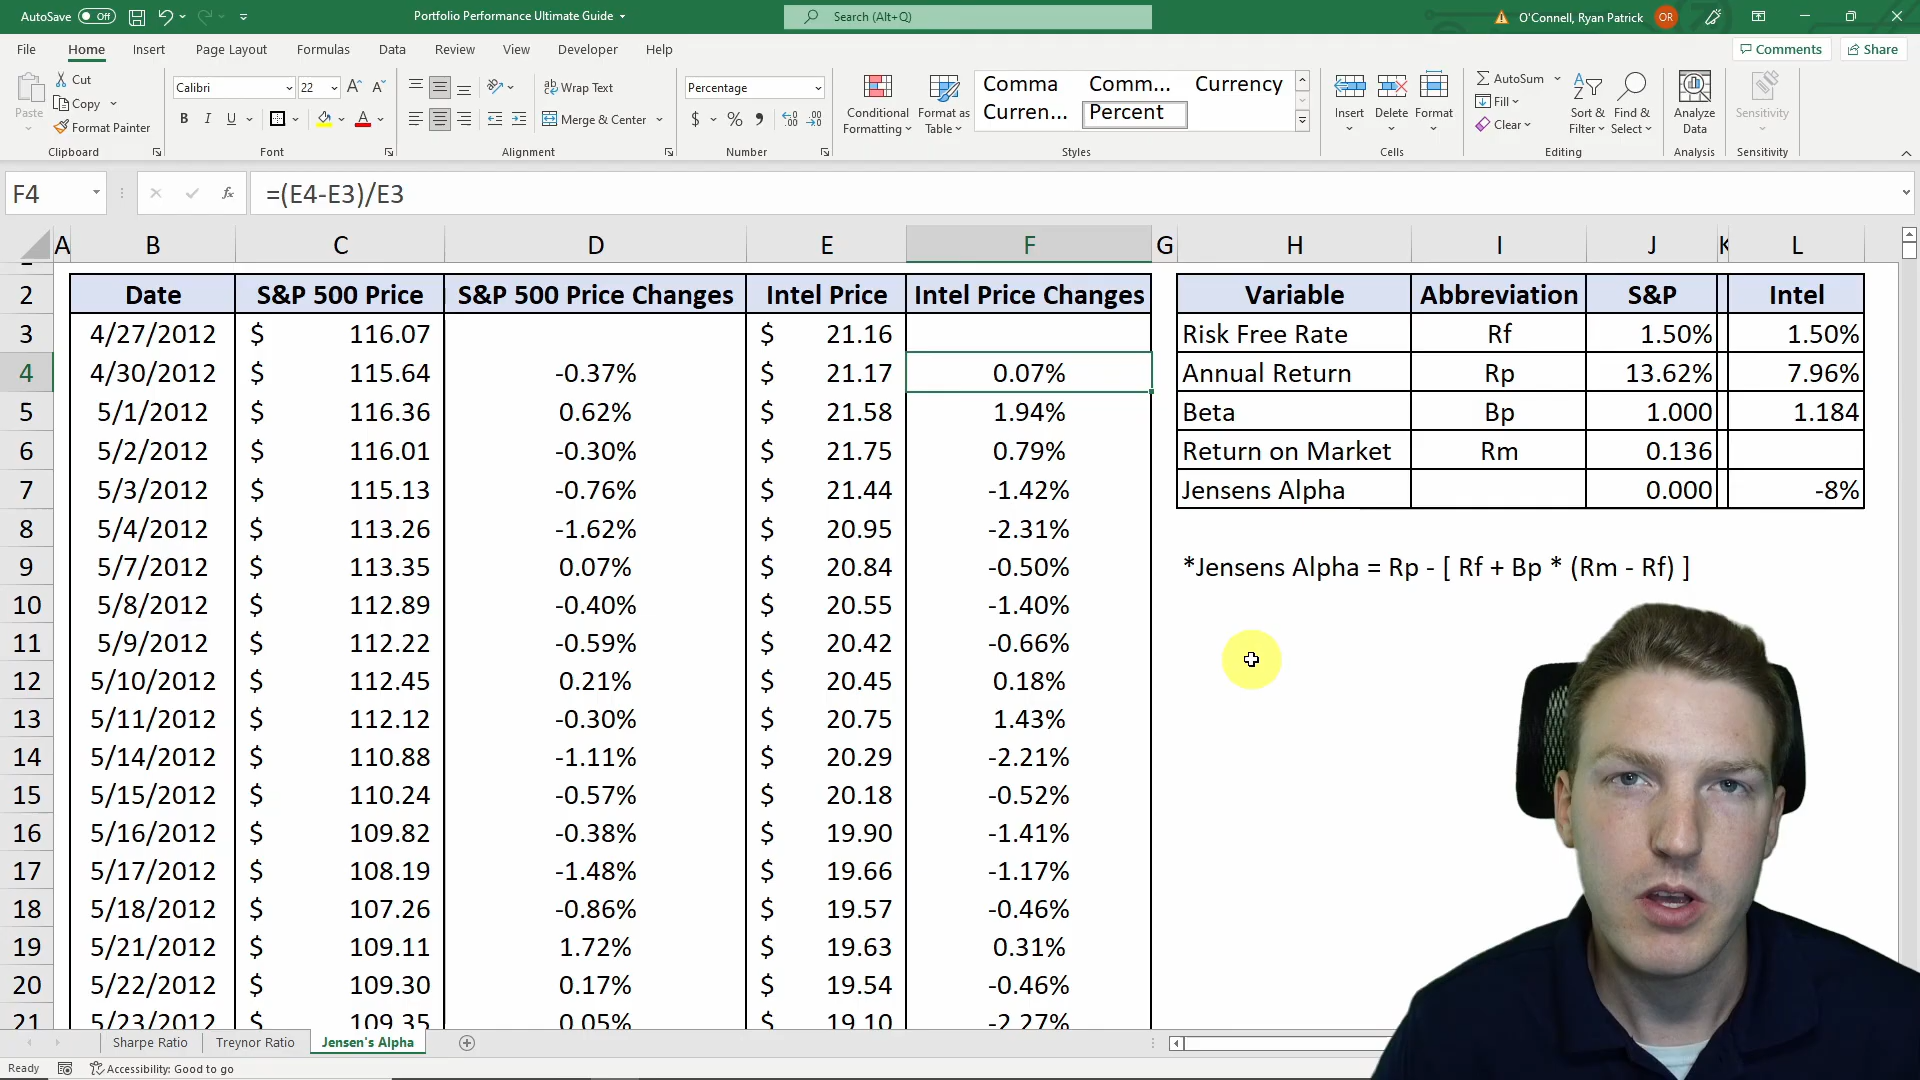 AutoSave Off Portfolio Performance Ultimate Guide Search (Alt+Q) O'Connell, Ryan Patrick OR
File Home Insert Page Layout Formulas Data Review View Developer Help Comments Share
Paste Cut Calibri 22 Wrap Text Percentage Conditional Formatting Format as Table Comma Comm... Currency Insert Delete Format AutoSum Sort & Filter Find & Select Analyze Data Sensitivity
Copy Merge & Center Curren... Percent Fill
Format Painter Clear
Clipboard Font Alignment Number Styles Cells Editing Analysis Sensitivity
F4 fx =(E4-E3)/E3
A B C D E F G H I J K L
2 Date S&P 500 Price S&P 500 Price Changes Intel Price Intel Price Changes Variable Abbreviation S&P Intel
3 4/27/2012 $ 116.07 $ 21.16 Risk Free Rate Rf 1.50% 1.50%
4 4/30/2012 $ 115.64 -0.37% $ 21.17 0.07% Annual Return Rp 13.62% 7.96%
5 5/1/2012 $ 116.36 0.62% $ 21.58 1.94% Beta Bp 1.000 1.184
6 5/2/2012 $ 116.01 -0.30% $ 21.75 0.79% Return on Market Rm 0.136
7 5/3/2012 $ 115.13 -0.76% $ 21.44 -1.42% Jensens Alpha 0.000 -8%
8 5/4/2012 $ 113.26 -1.62% $ 20.95 -2.31%
9 5/7/2012 $ 113.35 0.07% $ 20.84 -0.50% *Jensens Alpha = Rp - [ Rf + Bp * (Rm - Rf) ]
10 5/8/2012 $ 112.89 -0.40% $ 20.55 -1.40%
11 5/9/2012 $ 112.22 -0.59% $ 20.42 -0.66%
12 5/10/2012 $ 112.45 0.21% $ 20.45 0.18%
13 5/11/2012 $ 112.12 -0.30% $ 20.75 1.43%
14 5/14/2012 $ 110.88 -1.11% $ 20.29 -2.21%
15 5/15/2012 $ 110.24 -0.57% $ 20.18 -0.52%
16 5/16/2012 $ 109.82 -0.38% $ 19.90 -1.41%
17 5/17/2012 $ 108.19 -1.48% $ 19.66 -1.17%
18 5/18/2012 $ 107.26 -0.86% $ 19.57 -0.46%
19 5/21/2012 $ 109.11 1.72% $ 19.63 0.31%
20 5/22/2012 $ 109.30 0.17% $ 19.54 -0.46%
21 5/23/2012 $ 109.35 0.05% $ 19.10 -2.27%
Sharpe Ratio Treynor Ratio Jensen's Alpha
Ready Accessibility: Good to go